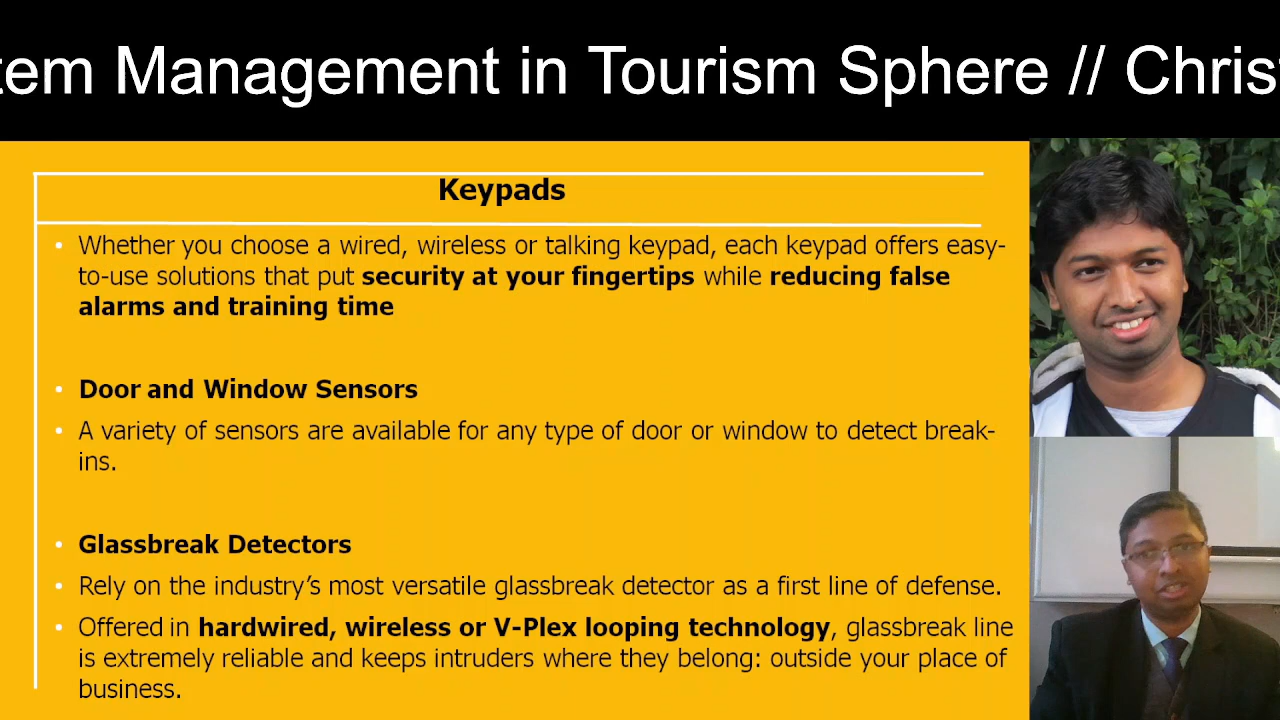 tem Management in Tourism Sphere // Christ
Keypads
• Whether you choose a wired, wireless or talking keypad, each keypad offers easy-
to-use solutions that put security at your fingertips while reducing false
alarms and training time
• Door and Window Sensors
• A variety of sensors are available for any type of door or window to detect break-
ins.
• Glassbreak Detectors
• Rely on the industry’s most versatile glassbreak detector as a first line of defense.
• Offered in hardwired, wireless or V-Plex looping technology, glassbreak line
is extremely reliable and keeps intruders where they belong: outside your place of
business.